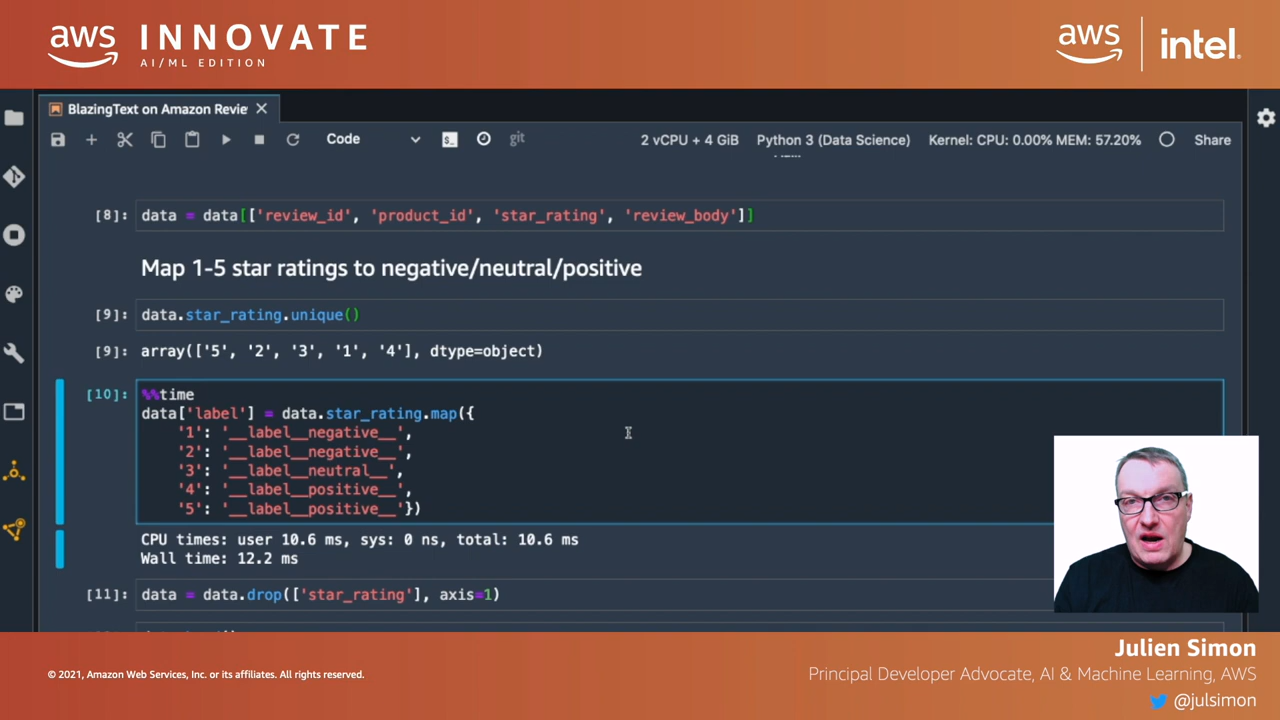 aws INNOVATE
AI/ML EDITION
aws intel.
BlazingText on Amazon Revie
Code
git
2 vCPU + 4 GiB
Python 3 (Data Science)
Kernel: CPU: 0.00% MEM: 57.20%
Share
[8]: data = data[['review_id', 'product_id', 'star_rating', 'review_body']]
Map 1-5 star ratings to negative/neutral/positive
[9]: data.star_rating.unique()
[9]: array(['5', '2', '3', '1', '4'], dtype=object)
[10]: %%time
data['label'] = data.star_rating.map({
'1': '__label__negative__',
'2': '__label__negative__',
'3': '__label__neutral__',
'4': '__label__positive__',
'5': '__label__positive__'})
CPU times: user 10.6 ms, sys: 0 ns, total: 10.6 ms
Wall time: 12.2 ms
[11]: data = data.drop(['star_rating'], axis=1)
Julien Simon
Principal Developer Advocate, AI & Machine Learning, AWS
@julsimon
© 2021, Amazon Web Services, Inc. or its affiliates. All rights reserved.